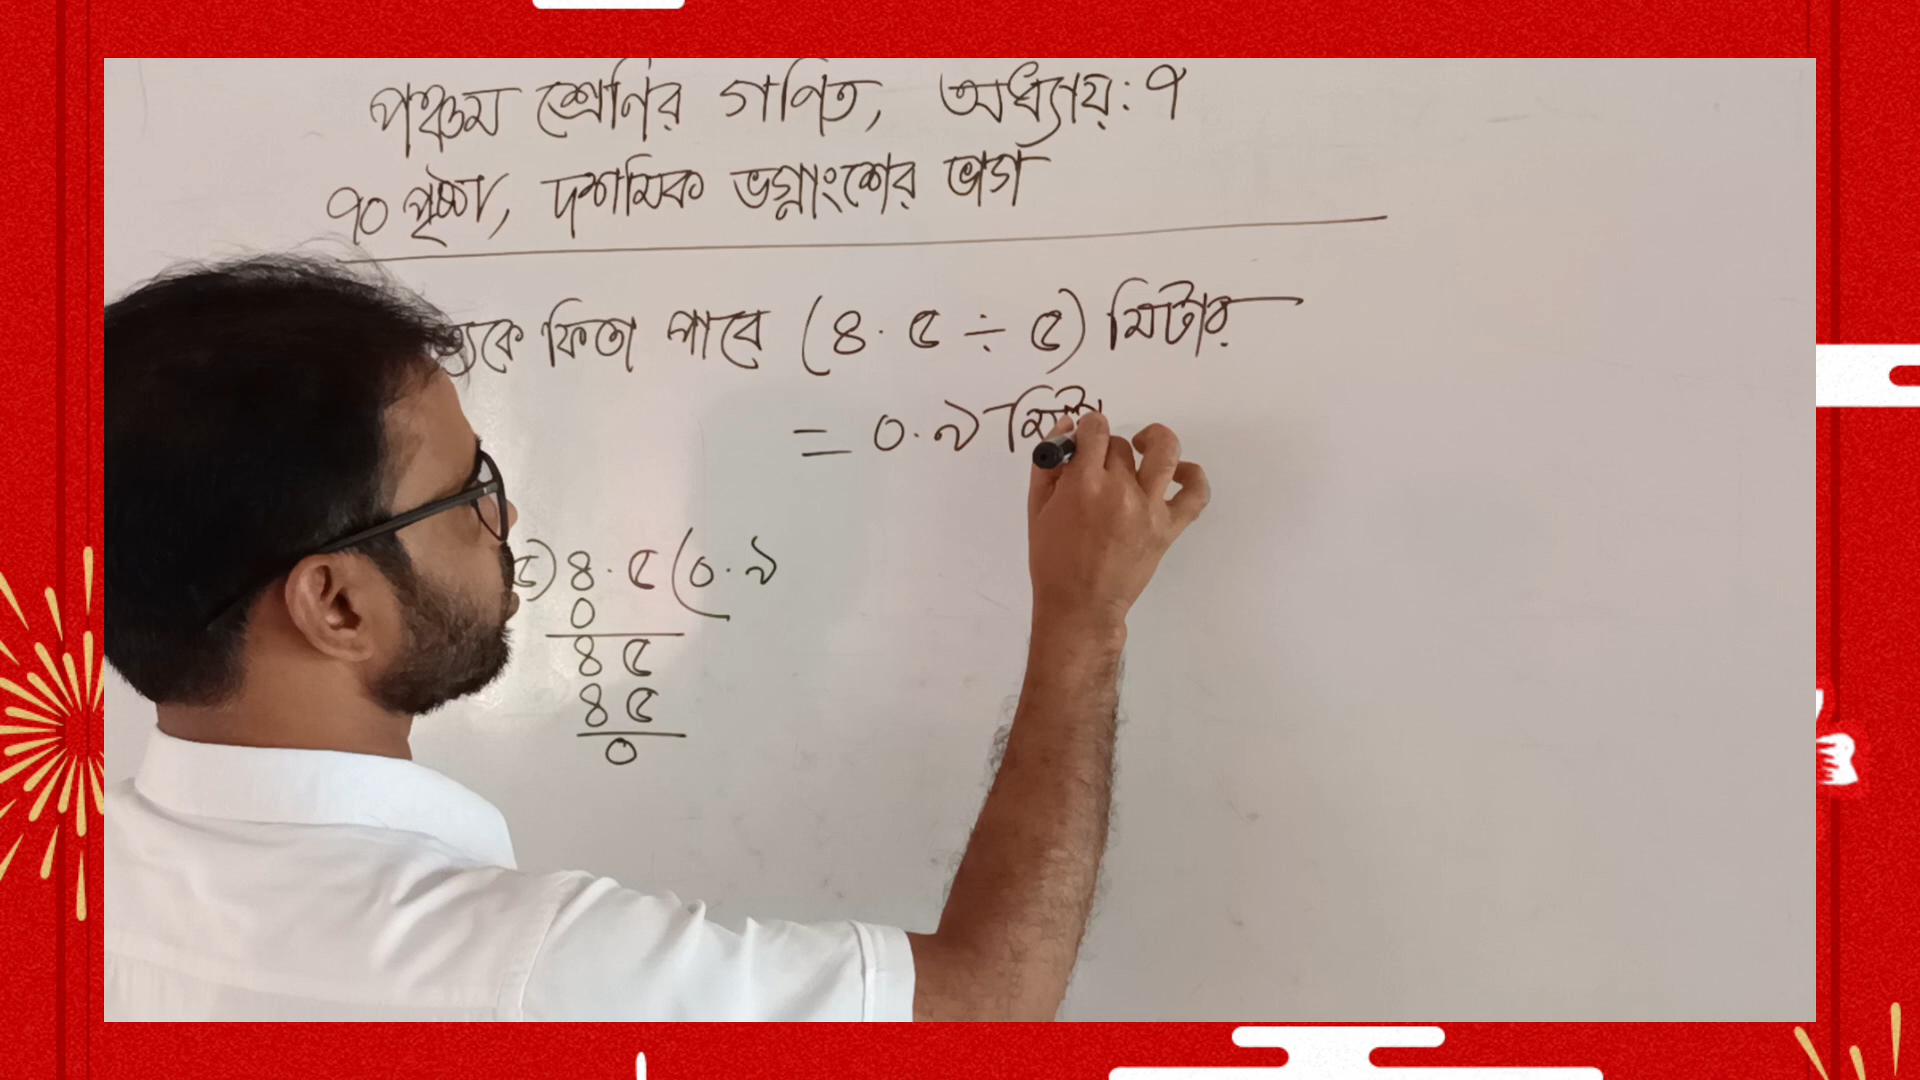 পঞ্চম শ্রেণির গণিত, অধ্যায়: ৭
৭০ পৃষ্ঠা, দশমিক ভগ্নাংশের ভাগ
ফিতা পাবে (৪.৫ ÷ ৫) মিটার
= ০.৯
৫)৪.৫(০.৯
০
৪৫
৪৫
০